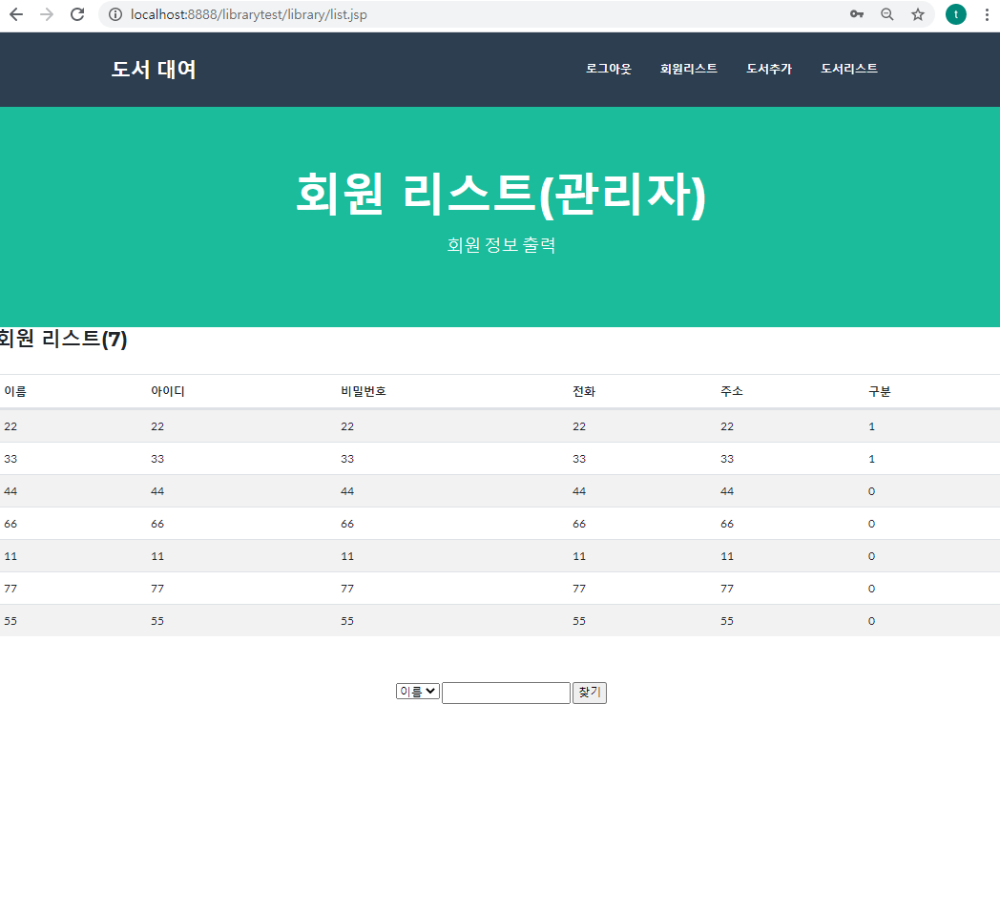 localhost:8888/librarytest/library/list.jsp
t
도서 대여 로그아웃 회원리스트 도서추가 도서리스트
회원 리스트(관리자)
회원 정보 출력
회원 리스트(7)
이름 아이디 비밀번호 전화 주소 구분
22 22 22 22 22 1
33 33 33 33 33 1
44 44 44 44 44 0
66 66 66 66 66 0
11 11 11 11 11 0
77 77 77 77 77 0
55 55 55 55 55 0
이름 찾기